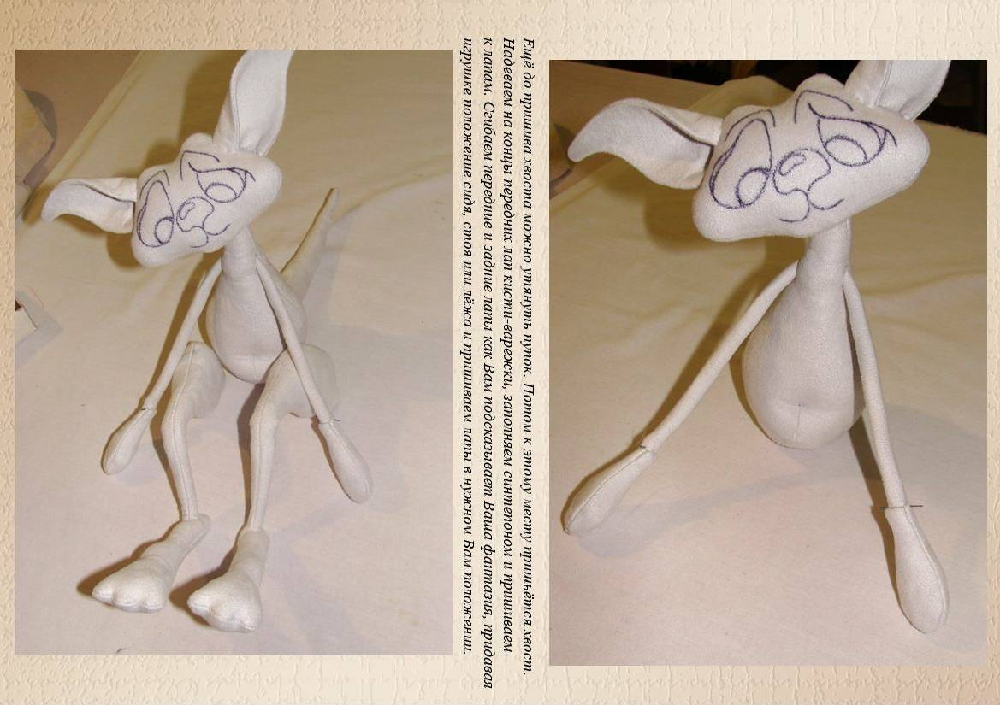 Ещё до пришива хвоста можно утянуть пупок. Потом к этому месту пришьётся хвост.
Надеваем на концы передних лап кисти-варежки, заполняем синтепоном и пришиваем
к лапам. Сгибаем передние и задние лапы как Вам подсказывает Ваша фантазия, придавая
игрушке положение сидя, стоя или лёжа и пришиваем лапы в нужном Вам положении.